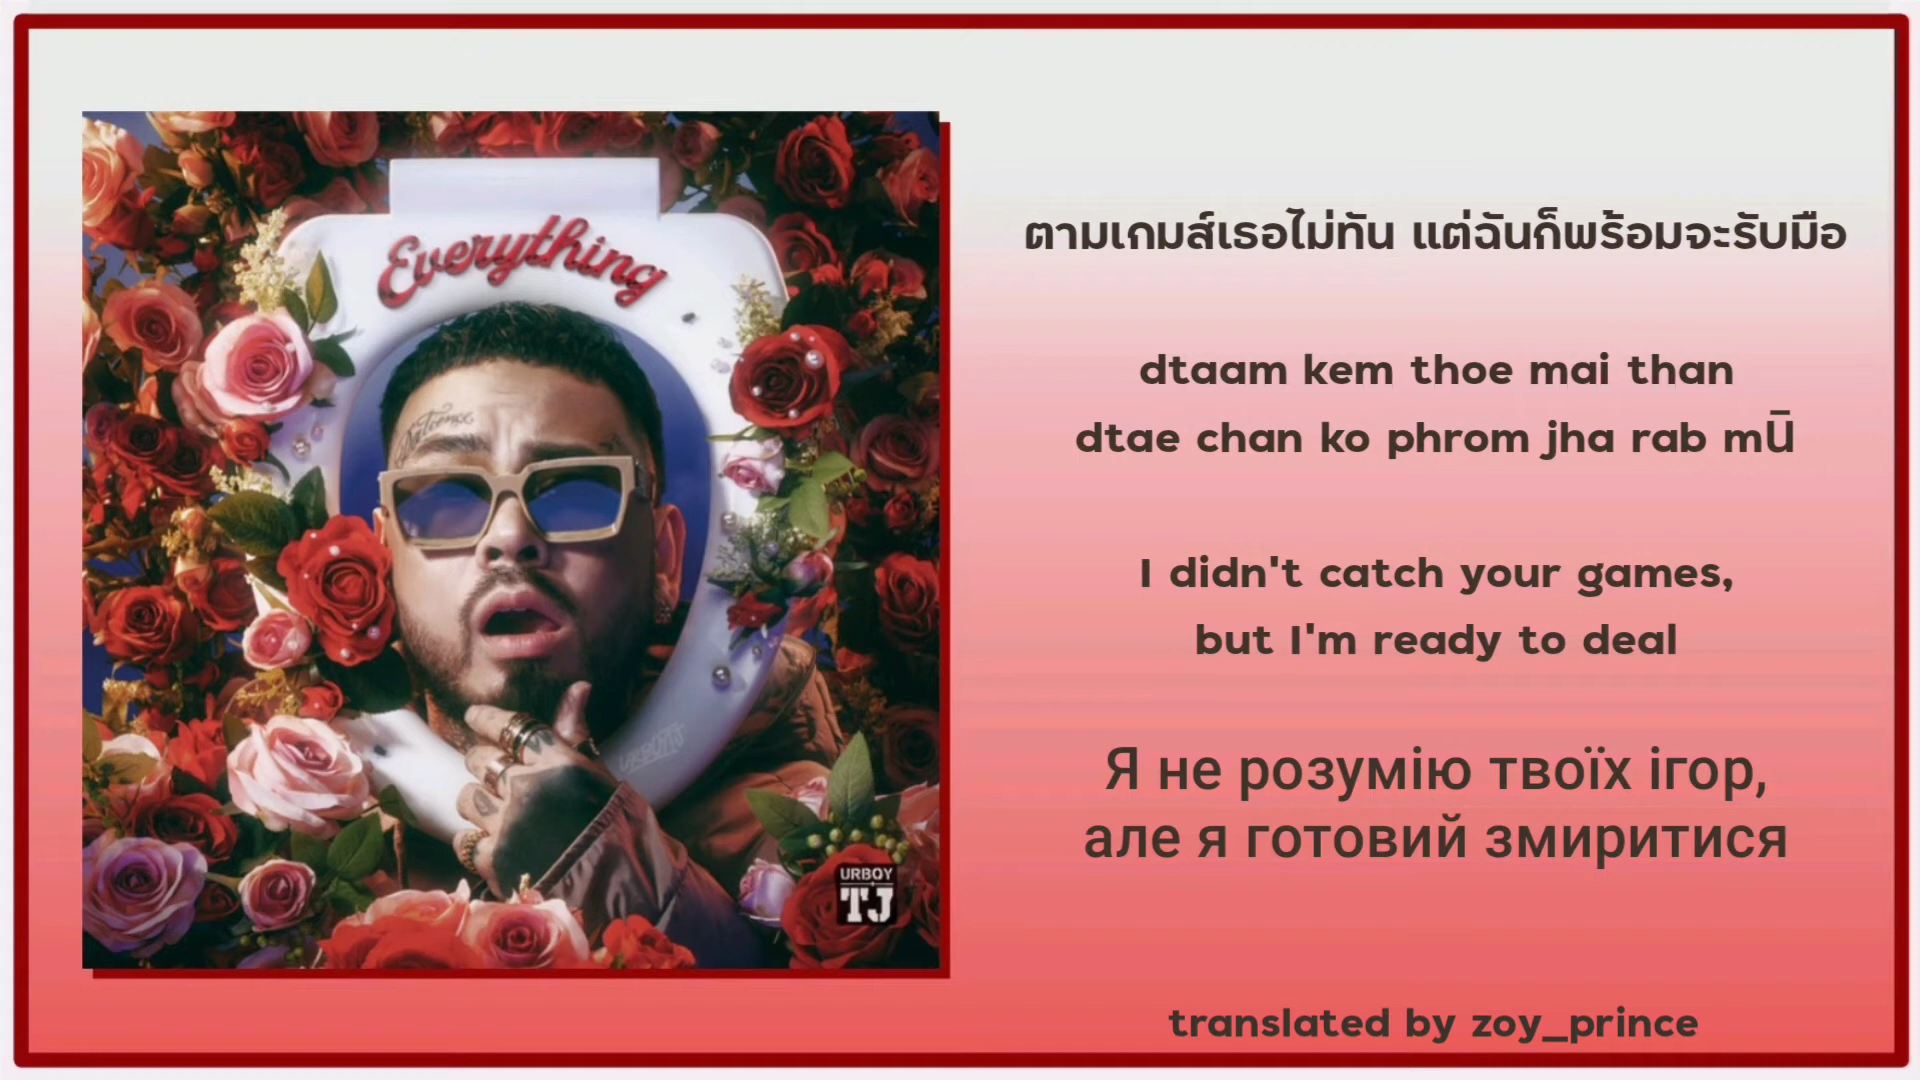 Everything
Patience
URBOYTJ
URBOY
TJ
ตามเกมส์เธอไม่ทัน แต่ฉันก็พร้อมจะรับมือ
dtaam kem thoe mai than
dtae chan ko phrom jha rab mŪ
I didn't catch your games,
but I'm ready to deal
Я не розумію твоїх ігор,
але я готовий змиритися
translated by zoy_prince